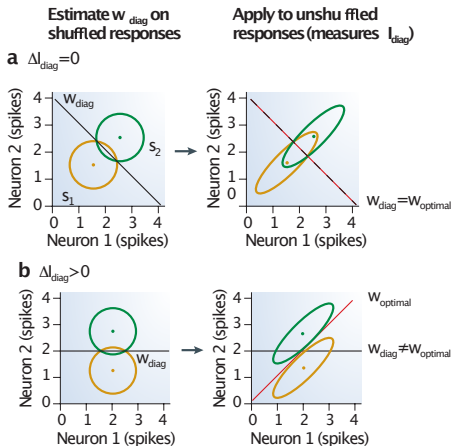 Estimate w diag on
shuffled responses
Apply to unshu ffled
responses (measures I diag)
a ΔI diag=0
4
3
2
1
0
Neuron 2 (spikes)
w diag
s 2
s 1
0 1 2 3 4
Neuron 1 (spikes)
4
3
2
1
0
Neuron 2 (spikes)
0 1 2 3 4
Neuron 1 (spikes)
w diag=w optimal
b ΔI diag>0
4
3
2
1
0
Neuron 2 (spikes)
w diag
0 1 2 3 4
Neuron 1 (spikes)
4
3
2
1
0
Neuron 2 (spikes)
0 1 2 3 4
Neuron 1 (spikes)
w optimal
w diag≠w optimal